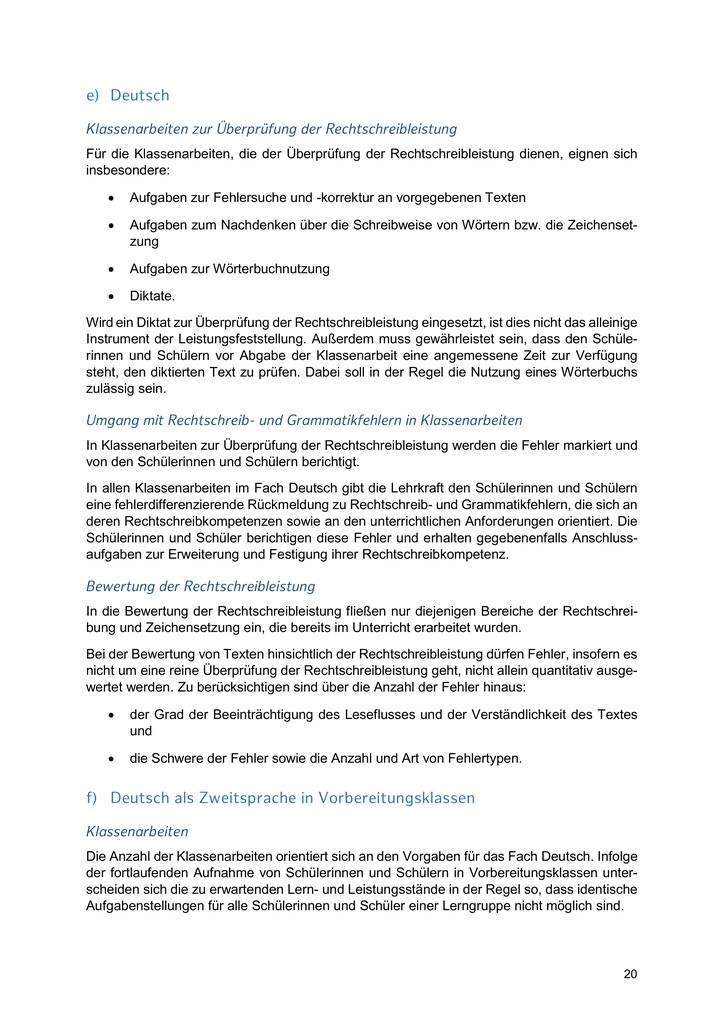 e) Deutsch
Klassenarbeiten zur Überprüfung der Rechtschreibleistung
Für die Klassenarbeiten, die der Überprüfung der Rechtschreibleistung dienen, eignen sich
insbesondere:
• Aufgaben zur Fehlersuche und -korrektur an vorgegebenen Texten
• Aufgaben zum Nachdenken über die Schreibweise von Wörtern bzw. die Zeichenset-
zung
• Aufgaben zur Wörterbuchnutzung
• Diktate.
Wird ein Diktat zur Überprüfung der Rechtschreibleistung eingesetzt, ist dies nicht das alleinige
Instrument der Leistungsfeststellung. Außerdem muss gewährleistet sein, dass den Schüle-
rinnen und Schülern vor Abgabe der Klassenarbeit eine angemessene Zeit zur Verfügung
steht, den diktierten Text zu prüfen. Dabei soll in der Regel die Nutzung eines Wörterbuchs
zulässig sein.
Umgang mit Rechtschreib- und Grammatikfehlern in Klassenarbeiten
In Klassenarbeiten zur Überprüfung der Rechtschreibleistung werden die Fehler markiert und
von den Schülerinnen und Schülern berichtigt.
In allen Klassenarbeiten im Fach Deutsch gibt die Lehrkraft den Schülerinnen und Schülern
eine fehlerdifferenzierende Rückmeldung zu Rechtschreib- und Grammatikfehlern, die sich an
deren Rechtschreibkompetenzen sowie an den unterrichtlichen Anforderungen orientiert. Die
Schülerinnen und Schüler berichtigen diese Fehler und erhalten gegebenenfalls Anschluss-
aufgaben zur Erweiterung und Festigung ihrer Rechtschreibkompetenz.
Bewertung der Rechtschreibleistung
In die Bewertung der Rechtschreibleistung fließen nur diejenigen Bereiche der Rechtschrei-
bung und Zeichensetzung ein, die bereits im Unterricht erarbeitet wurden.
Bei der Bewertung von Texten hinsichtlich der Rechtschreibleistung dürfen Fehler, insofern es
nicht um eine reine Überprüfung der Rechtschreibleistung geht, nicht allein quantitativ ausge-
wertet werden. Zu berücksichtigen sind über die Anzahl der Fehler hinaus:
• der Grad der Beeinträchtigung des Leseflusses und der Verständlichkeit des Textes
und
• die Schwere der Fehler sowie die Anzahl und Art von Fehlertypen.
f) Deutsch als Zweitsprache in Vorbereitungsklassen
Klassenarbeiten
Die Anzahl der Klassenarbeiten orientiert sich an den Vorgaben für das Fach Deutsch. Infolge
der fortlaufenden Aufnahme von Schülerinnen und Schülern in Vorbereitungsklassen unter-
scheiden sich die zu erwartenden Lern- und Leistungsstände in der Regel so, dass identische
Aufgabenstellungen für alle Schülerinnen und Schüler einer Lerngruppe nicht möglich sind.
20